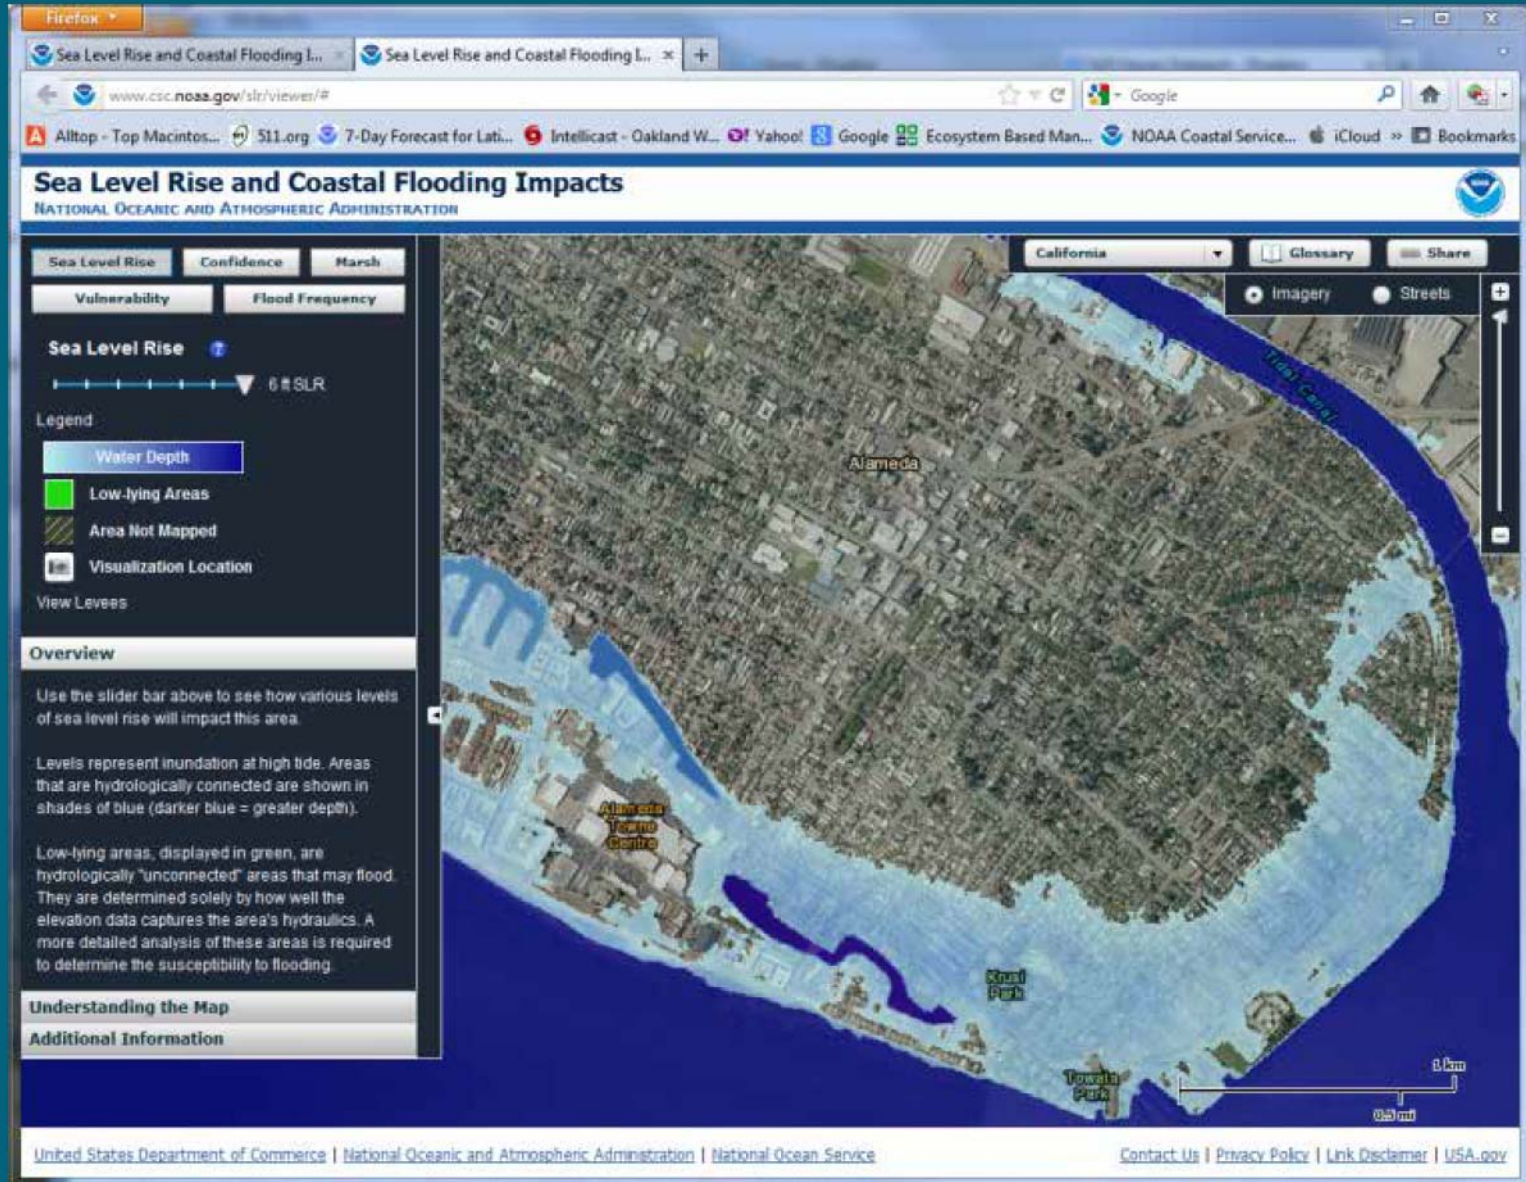 Firefox
Sea Level Rise and Coastal Flooding I...
Sea Level Rise and Coastal Flooding I...
www.csc.noaa.gov/slr/viewer/#
Google
Alltop - Top Macintos...
511.org
7-Day Forecast for Lati...
Intellicast - Oakland W...
Yahoo!
Google
Ecosystem Based Man...
NOAA Coastal Service...
iCloud
»
Bookmarks
Sea Level Rise and Coastal Flooding Impacts
NATIONAL OCEANIC AND ATMOSPHERIC ADMINISTRATION
Sea Level Rise
Confidence
Marsh
Vulnerability
Flood Frequency
Sea Level Rise ?
6 ft SLR
Legend
Water Depth
Low-lying Areas
Area Not Mapped
Visualization Location
View Levees
Overview
Use the slider bar above to see how various levels
of sea level rise will impact this area.
Levels represent inundation at high tide. Areas
that are hydrologically connected are shown in
shades of blue (darker blue = greater depth).
Low-lying areas, displayed in green, are
hydrologically "unconnected" areas that may flood.
They are determined solely by how well the
elevation data captures the area's hydraulics. A
more detailed analysis of these areas is required
to determine the susceptibility to flooding.
Understanding the Map
Additional Information
California
Glossary
Share
Imagery
Streets
Tidal Canal
Alameda
Alameda
Towne
Centre
Krusi
Park
Towata
Park
1 km
0.5 mi
United States Department of Commerce | National Oceanic and Atmospheric Administration | National Ocean Service
Contact Us | Privacy Policy | Link Disclaimer | USA.gov